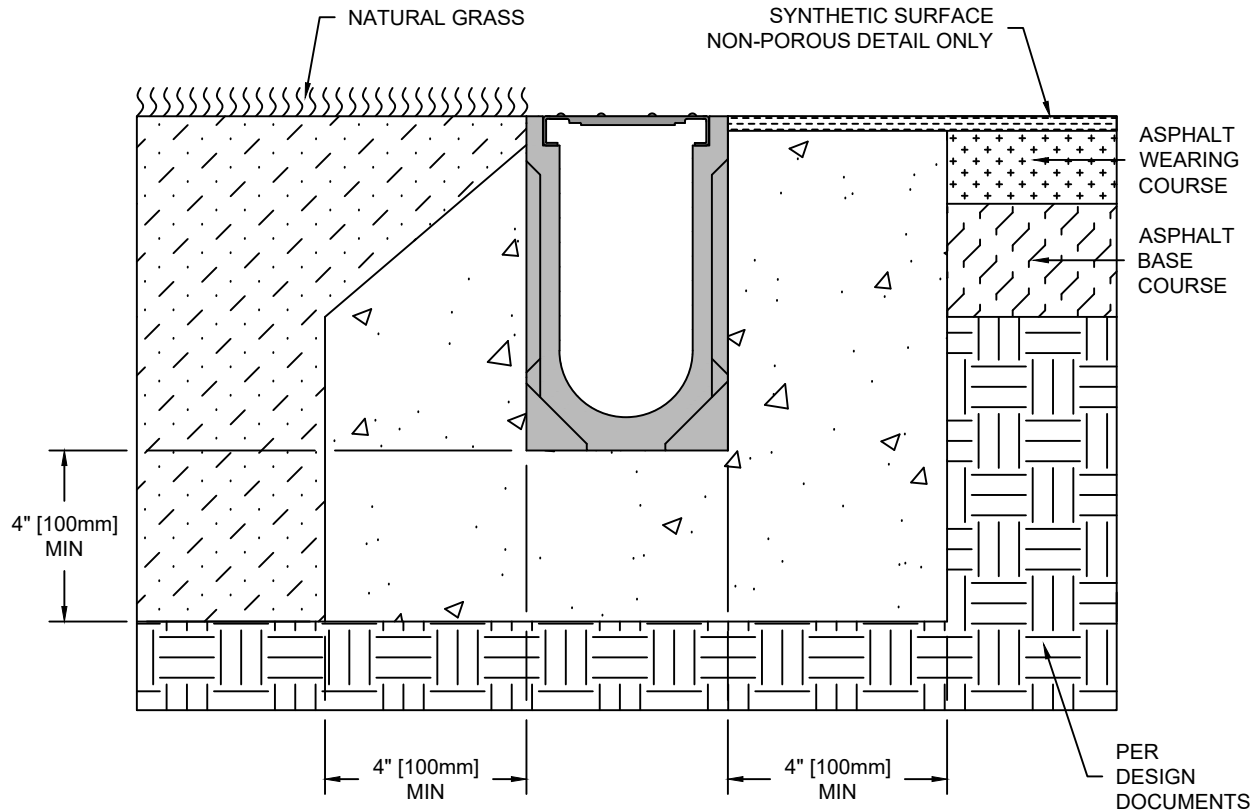 NATURAL GRASS
SYNTHETIC SURFACE
NON-POROUS DETAIL ONLY
ASPHALT
WEARING
COURSE
ASPHALT
BASE
COURSE
4" [100mm]
MIN
4" [100mm]
MIN
4" [100mm]
MIN
PER
DESIGN
DOCUMENTS